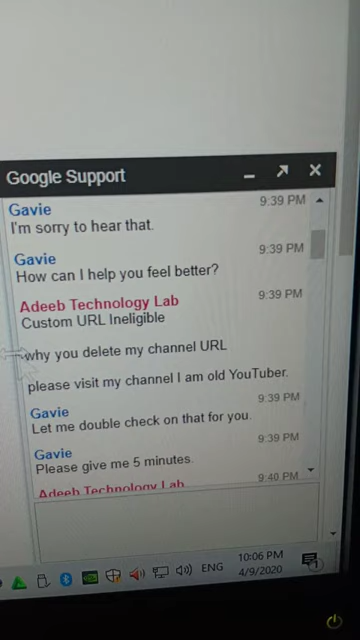 Google Support
Gavie 9:39 PM
I'm sorry to hear that.
Gavie 9:39 PM
How can I help you feel better?
Adeeb Technology Lab 9:39 PM
Custom URL Ineligible
why you delete my channel URL
please visit my channel I am old YouTuber.
Gavie 9:39 PM
Let me double check on that for you.
Gavie 9:39 PM
Please give me 5 minutes.
Adeeb Technology Lab 9:40 PM
ENG
10:06 PM
4/9/2020
1